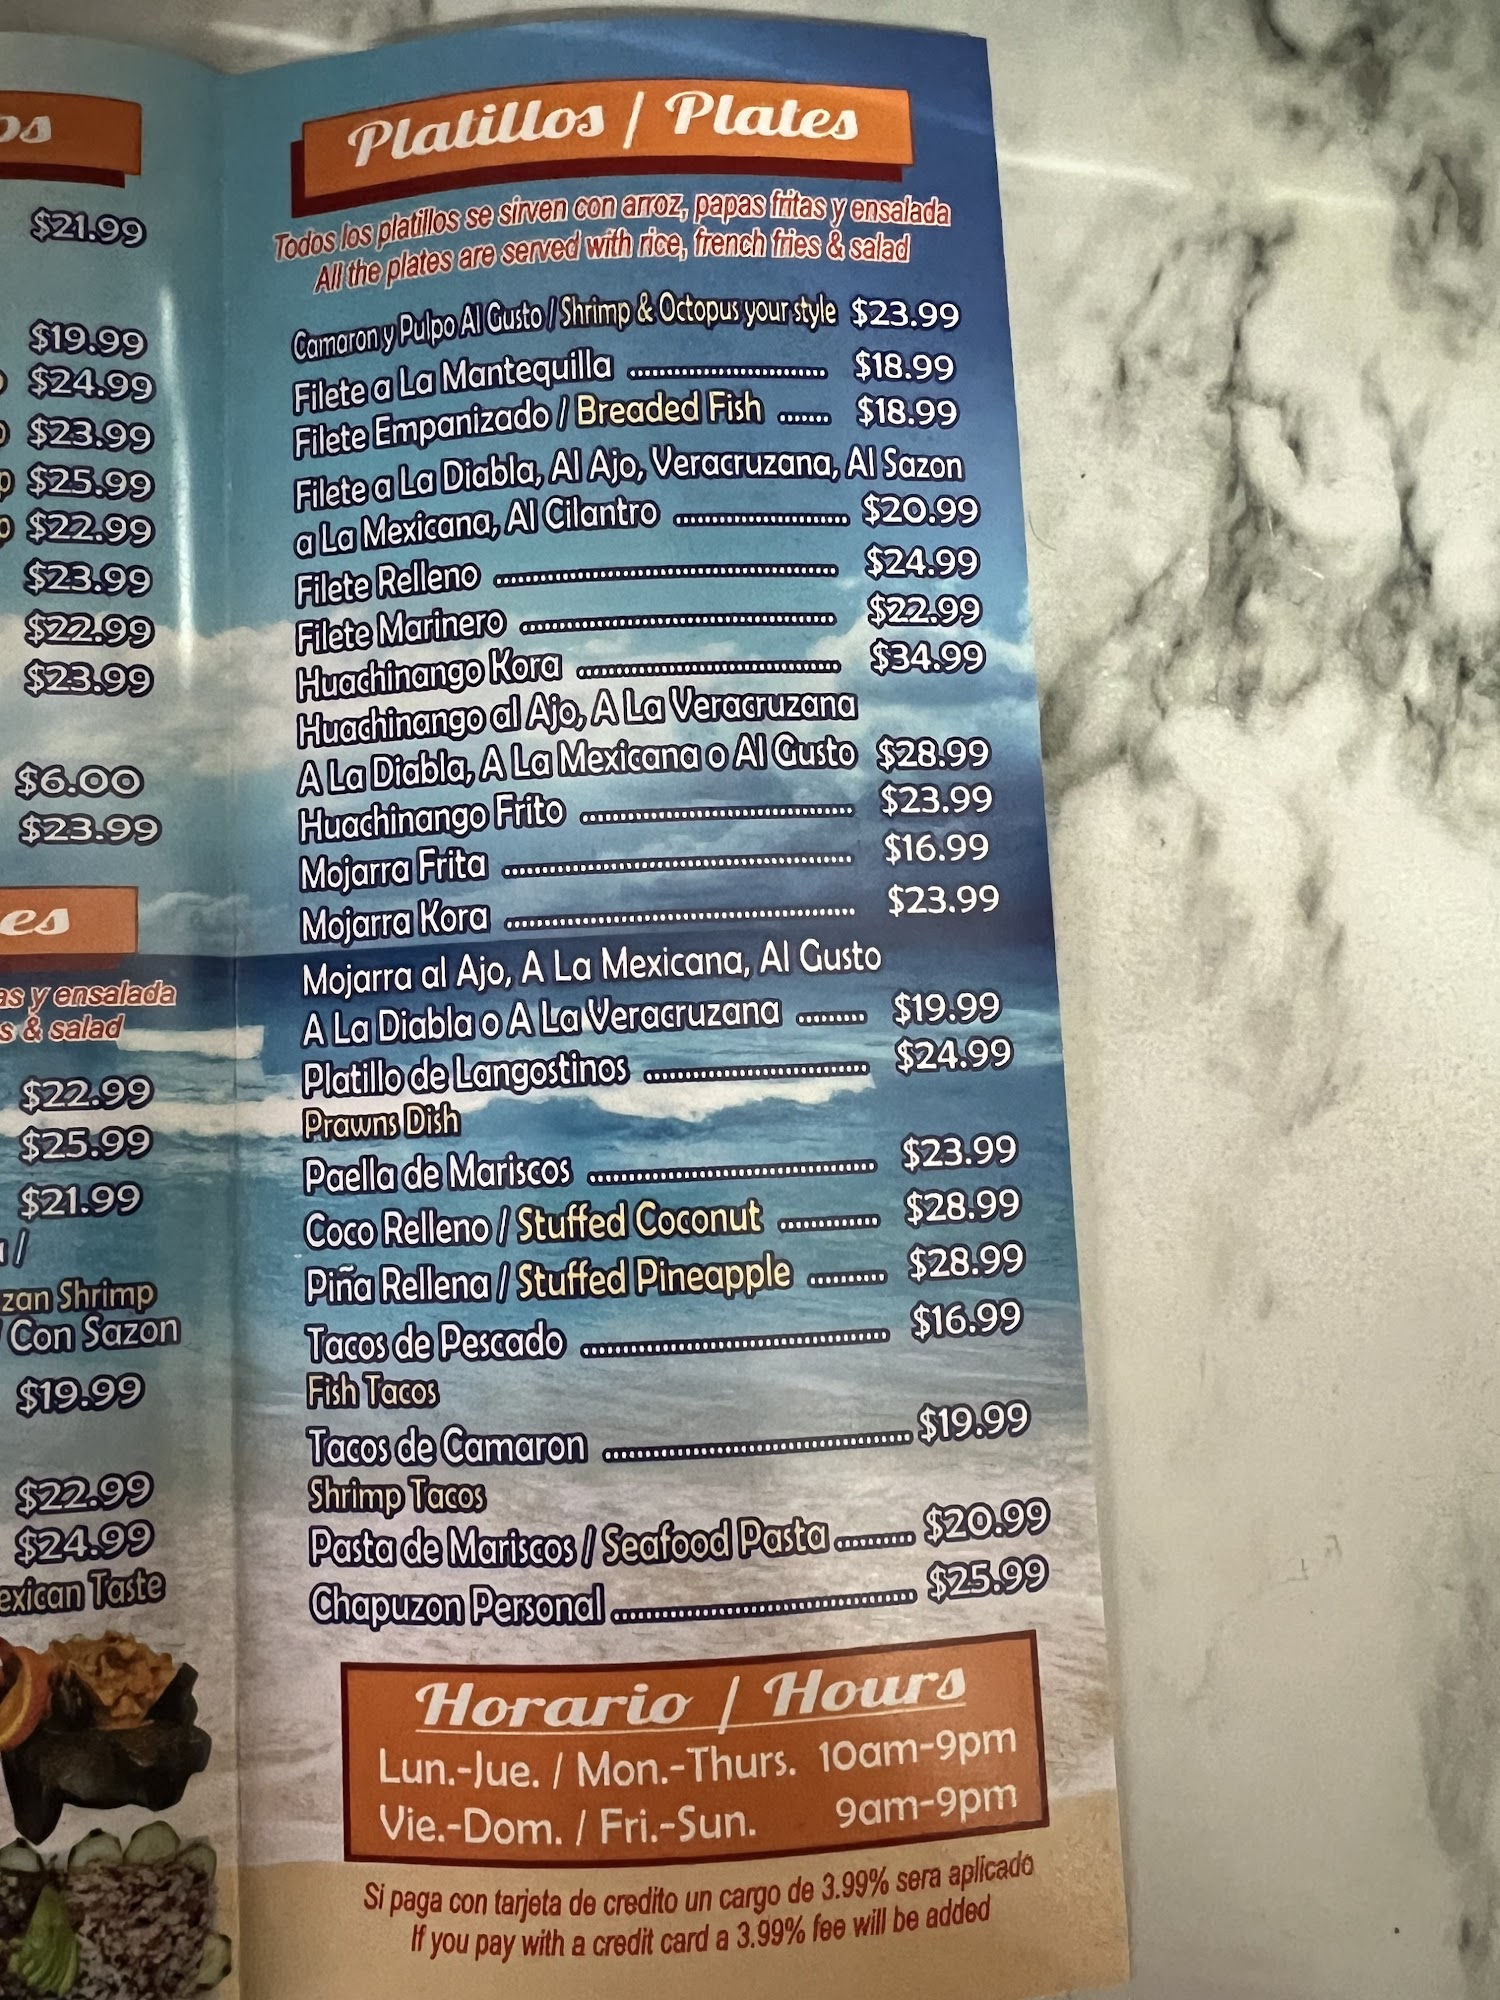 os
$21.99
$19.99
$24.99
$23.99
$25.99
$22.99
$23.99
$22.99
$23.99
$6.00
$23.99
es
as y ensalada
s & salad
$22.99
$25.99
$21.99
/
zan Shrimp
/ Con Sazon
$19.99
$22.99
$24.99
exican Taste
Platillos / Plates
Todos los platillos se sirven con arroz, papas fritas y ensalada
All the plates are served with rice, french fries & salad
Camaron y Pulpo Al Gusto / Shrimp & Octopus your style $23.99
Filete a La Mantequilla ........................... $18.99
Filete Empanizado / Breaded Fish ....... $18.99
Filete a La Diabla, Al Ajo, Veracruzana, Al Sazon
a La Mexicana, Al Cilantro ........................ $20.99
Filete Relleno ................................................ $24.99
Filete Marinero ............................................ $22.99
Huachinango Kora ..................................... $34.99
Huachinango al Ajo, A La Veracruzana
A La Diabla, A La Mexicana o Al Gusto $28.99
Huachinango Frito ...................................... $23.99
Mojarra Frita ................................................. $16.99
Mojarra Kora ................................................. $23.99
Mojarra al Ajo, A La Mexicana, Al Gusto
A La Diabla o A La Veracruzana ......... $19.99
Platillo de Langostinos ............................... $24.99
Prawns Dish
Paella de Mariscos ....................................... $23.99
Coco Relleno / Stuffed Coconut ............. $28.99
Piña Rellena / Stuffed Pineapple .......... $28.99
Tacos de Pescado .......................................... $16.99
Fish Tacos
Tacos de Camaron .......................................... $19.99
Shrimp Tacos
Pasta de Mariscos / Seafood Pasta .......... $20.99
Chapuzon Personal ......................................... $25.99
Horario / Hours
Lun.-Jue. / Mon.-Thurs. 10am-9pm
Vie.-Dom. / Fri.-Sun. 9am-9pm
Si paga con tarjeta de credito un cargo de 3.99% sera aplicado
If you pay with a credit card a 3.99% fee will be added